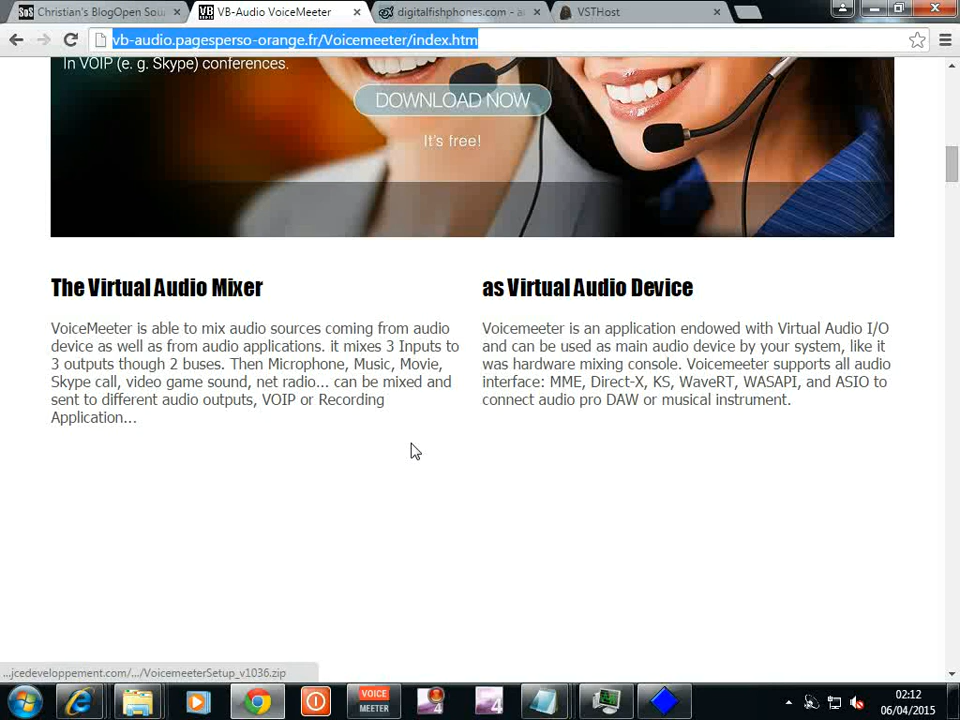 Christian's BlogOpen Sou
VB-Audio VoiceMeeter
digitalfishphones.com - a
VSTHost
vb-audio.pagesperso-orange.fr/Voicemeeter/index.htm
In VOIP (e. g. Skype) conferences.
DOWNLOAD NOW
It's free!
The Virtual Audio Mixer
VoiceMeeter is able to mix audio sources coming from audio
device as well as from audio applications. it mixes 3 Inputs to
3 outputs though 2 buses. Then Microphone, Music, Movie,
Skype call, video game sound, net radio... can be mixed and
sent to different audio outputs, VOIP or Recording
Application...
as Virtual Audio Device
Voicemeeter is an application endowed with Virtual Audio I/O
and can be used as main audio device by your system, like it
was hardware mixing console. Voicemeeter supports all audio
interface: MME, Direct-X, KS, WaveRT, WASAPI, and ASIO to
connect audio pro DAW or musical instrument.
...jcedeveloppement.com/.../VoicemeeterSetup_v1036.zip
VOICE
MEETER
4
4
02:12
06/04/2015